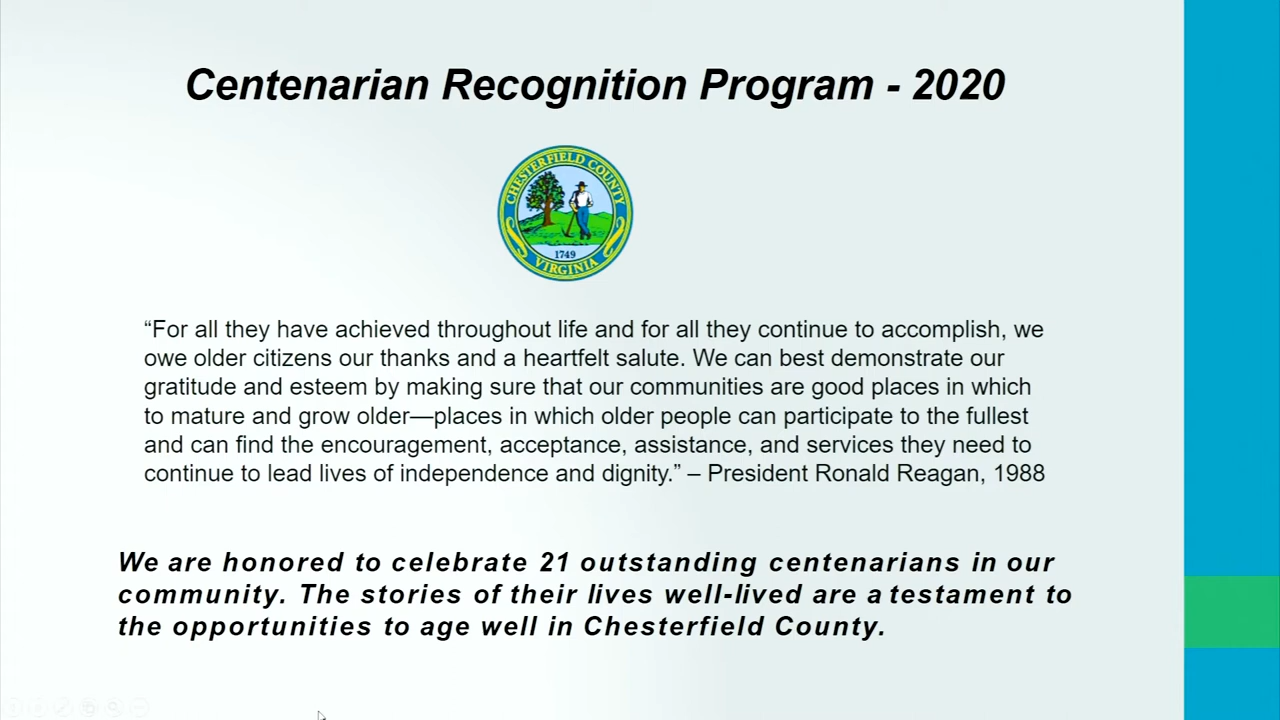 Centenarian Recognition Program - 2020
CHESTERFIELD COUNTY
1749
VIRGINIA
“For all they have achieved throughout life and for all they continue to accomplish, we
owe older citizens our thanks and a heartfelt salute. We can best demonstrate our
gratitude and esteem by making sure that our communities are good places in which
to mature and grow older—places in which older people can participate to the fullest
and can find the encouragement, acceptance, assistance, and services they need to
continue to lead lives of independence and dignity.” – President Ronald Reagan, 1988
We are honored to celebrate 21 outstanding centenarians in our
community. The stories of their lives well-lived are a testament to
the opportunities to age well in Chesterfield County.